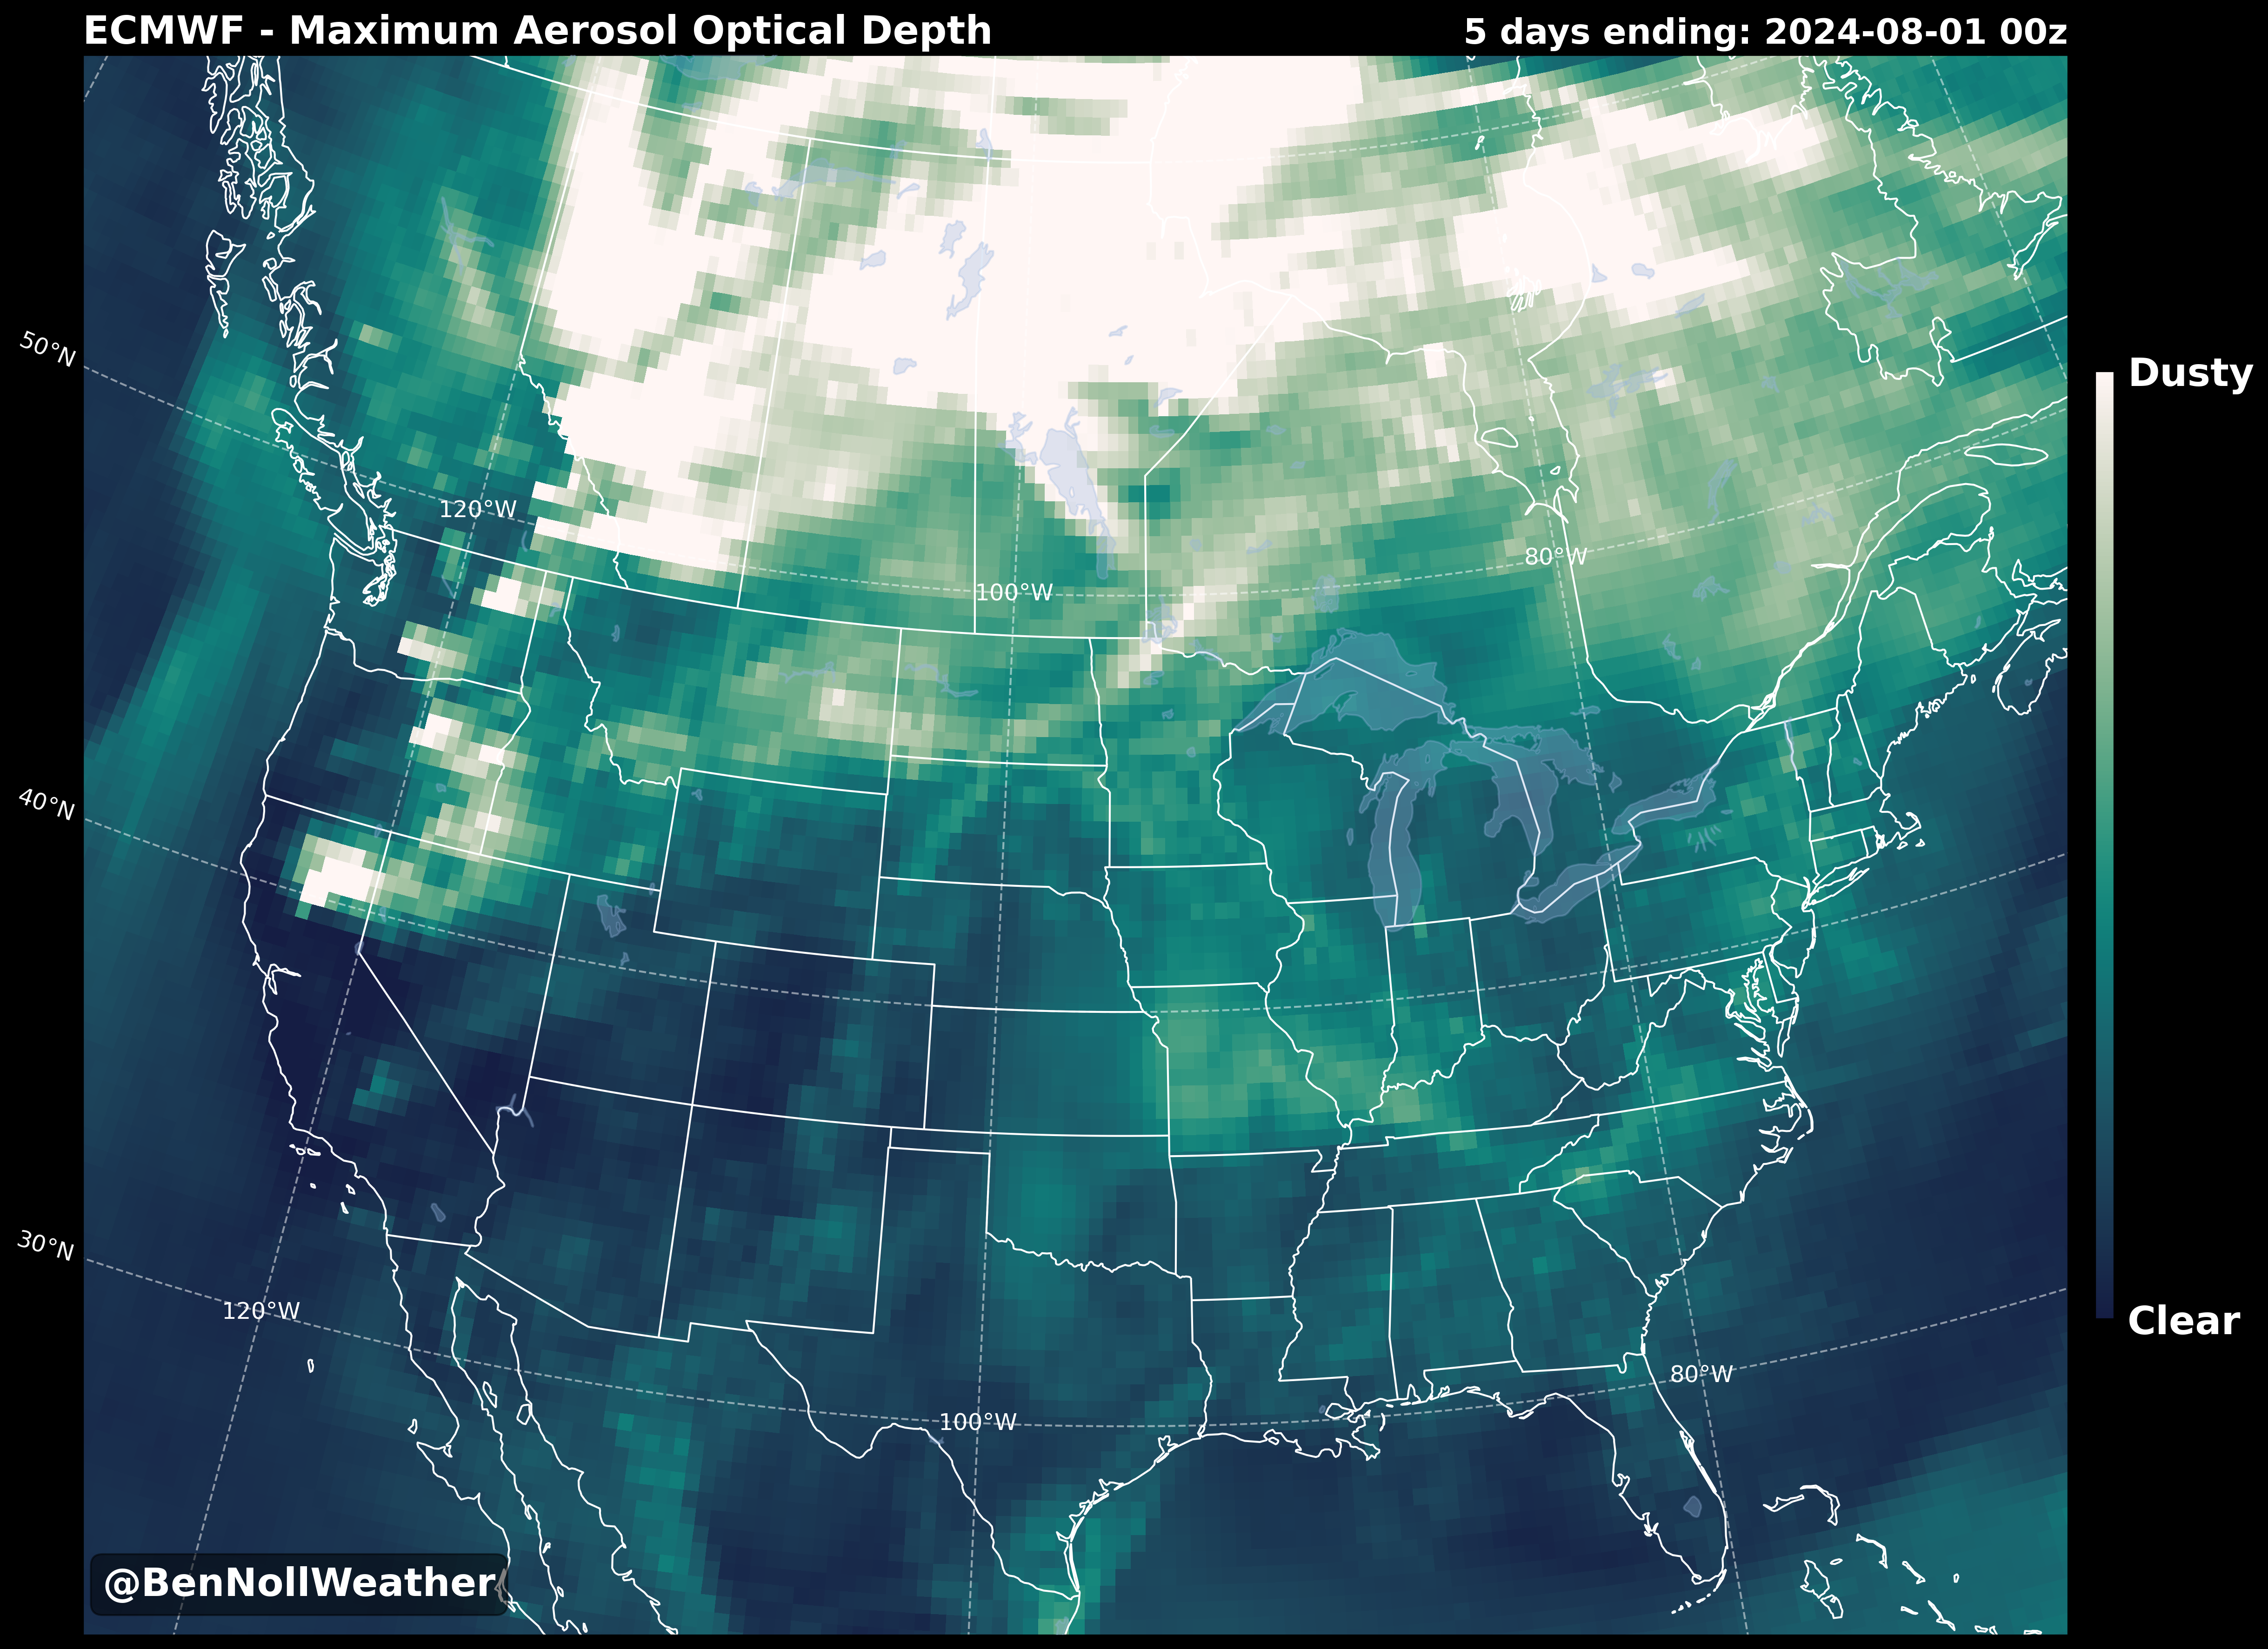 ECMWF - Maximum Aerosol Optical Depth
5 days ending: 2024-08-01 00z
50°N
Dusty
120°W
80°W
100°W
40°N
30°N
120°W
Clear
80°W
100°W
@BenNollWeather